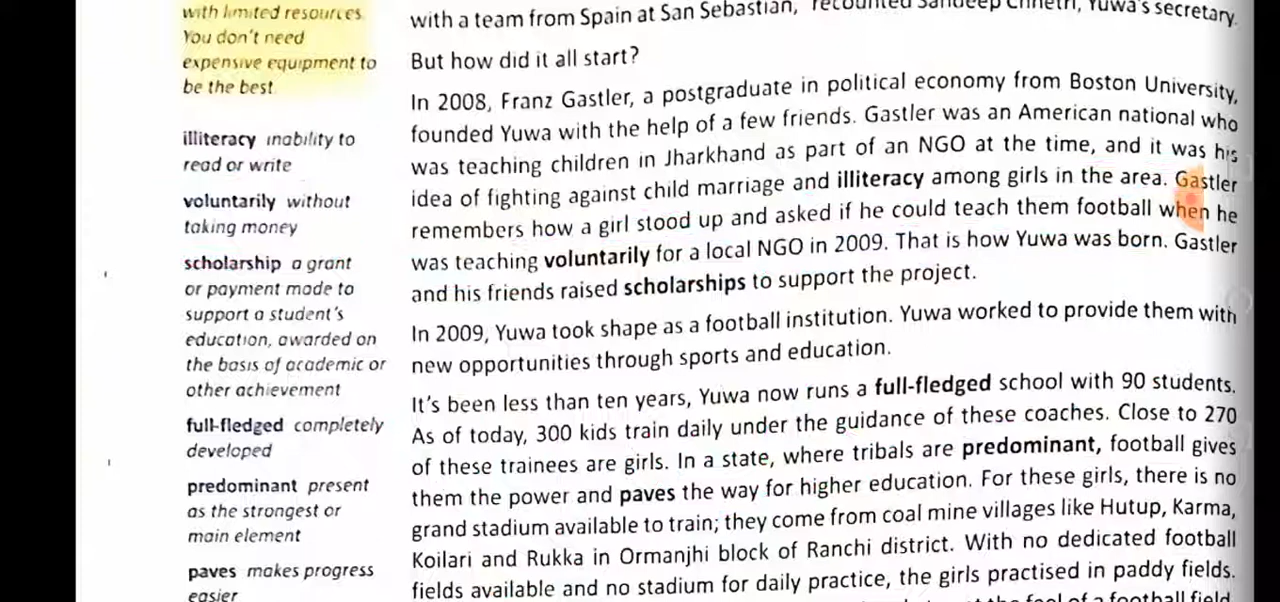 with limited resources.
You don't need
expensive equipment to
be the best.
illiteracy inability to
read or write
voluntarily without
taking money
scholarship a grant
or payment made to
support a student's
education, awarded on
the basis of academic or
other achievement
full-fledged completely
developed
predominant present
as the strongest or
main element
paves makes progress
easier
with a team from Spain at San Sebastian," recounted Sandeep Chhetri, Yuwa's secretary.
But how did it all start?
In 2008, Franz Gastler, a postgraduate in political economy from Boston University,
founded Yuwa with the help of a few friends. Gastler was an American national who
was teaching children in Jharkhand as part of an NGO at the time, and it was his
idea of fighting against child marriage and illiteracy among girls in the area. Gastler
remembers how a girl stood up and asked if he could teach them football when he
was teaching voluntarily for a local NGO in 2009. That is how Yuwa was born. Gastler
and his friends raised scholarships to support the project.
In 2009, Yuwa took shape as a football institution. Yuwa worked to provide them with
new opportunities through sports and education.
It's been less than ten years, Yuwa now runs a full-fledged school with 90 students.
As of today, 300 kids train daily under the guidance of these coaches. Close to 270
of these trainees are girls. In a state, where tribals are predominant, football gives
them the power and paves the way for higher education. For these girls, there is no
grand stadium available to train; they come from coal mine villages like Hutup, Karma,
Koilari and Rukka in Ormanjhi block of Ranchi district. With no dedicated football
fields available and no stadium for daily practice, the girls practised in paddy fields.
the feel of a football field